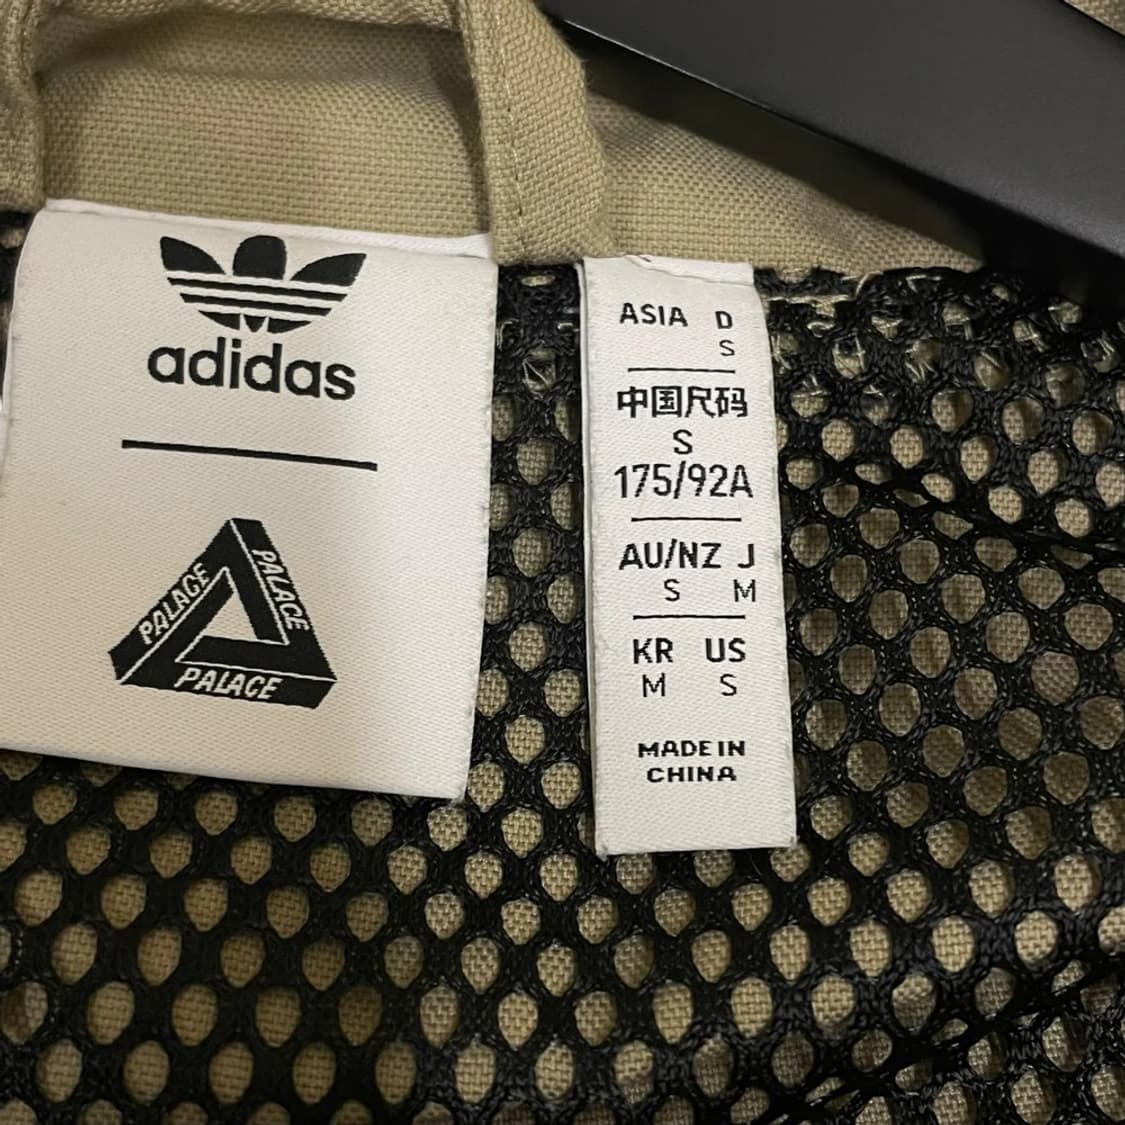 adidas
PALACE
PALACE
PALACE
ASIA D
S
中国尺码
S
175/92A
AU/NZ J
S M
KR US
M S
MADE IN
CHINA